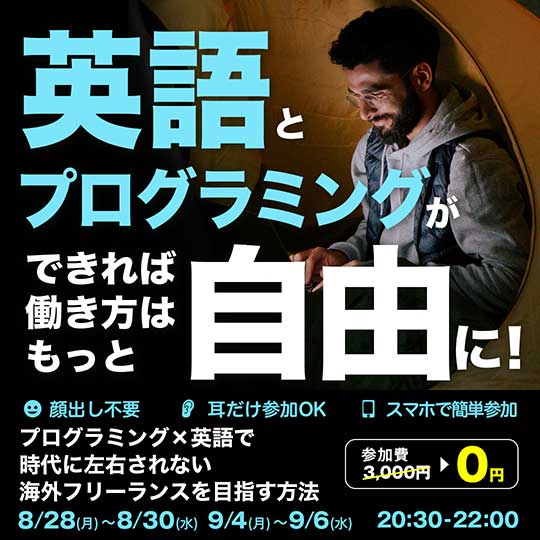 英語と
プログラミングが
できれば
働き方は
もっと
自由に!
顔出し不要 耳だけ参加OK スマホで簡単参加
プログラミング×英語で
時代に左右されない
海外フリーランスを目指す方法
参加費
3,000円 ▶ 0円
8/28(月)～8/30(水) 9/4(月)～9/6(水) 20:30-22:00